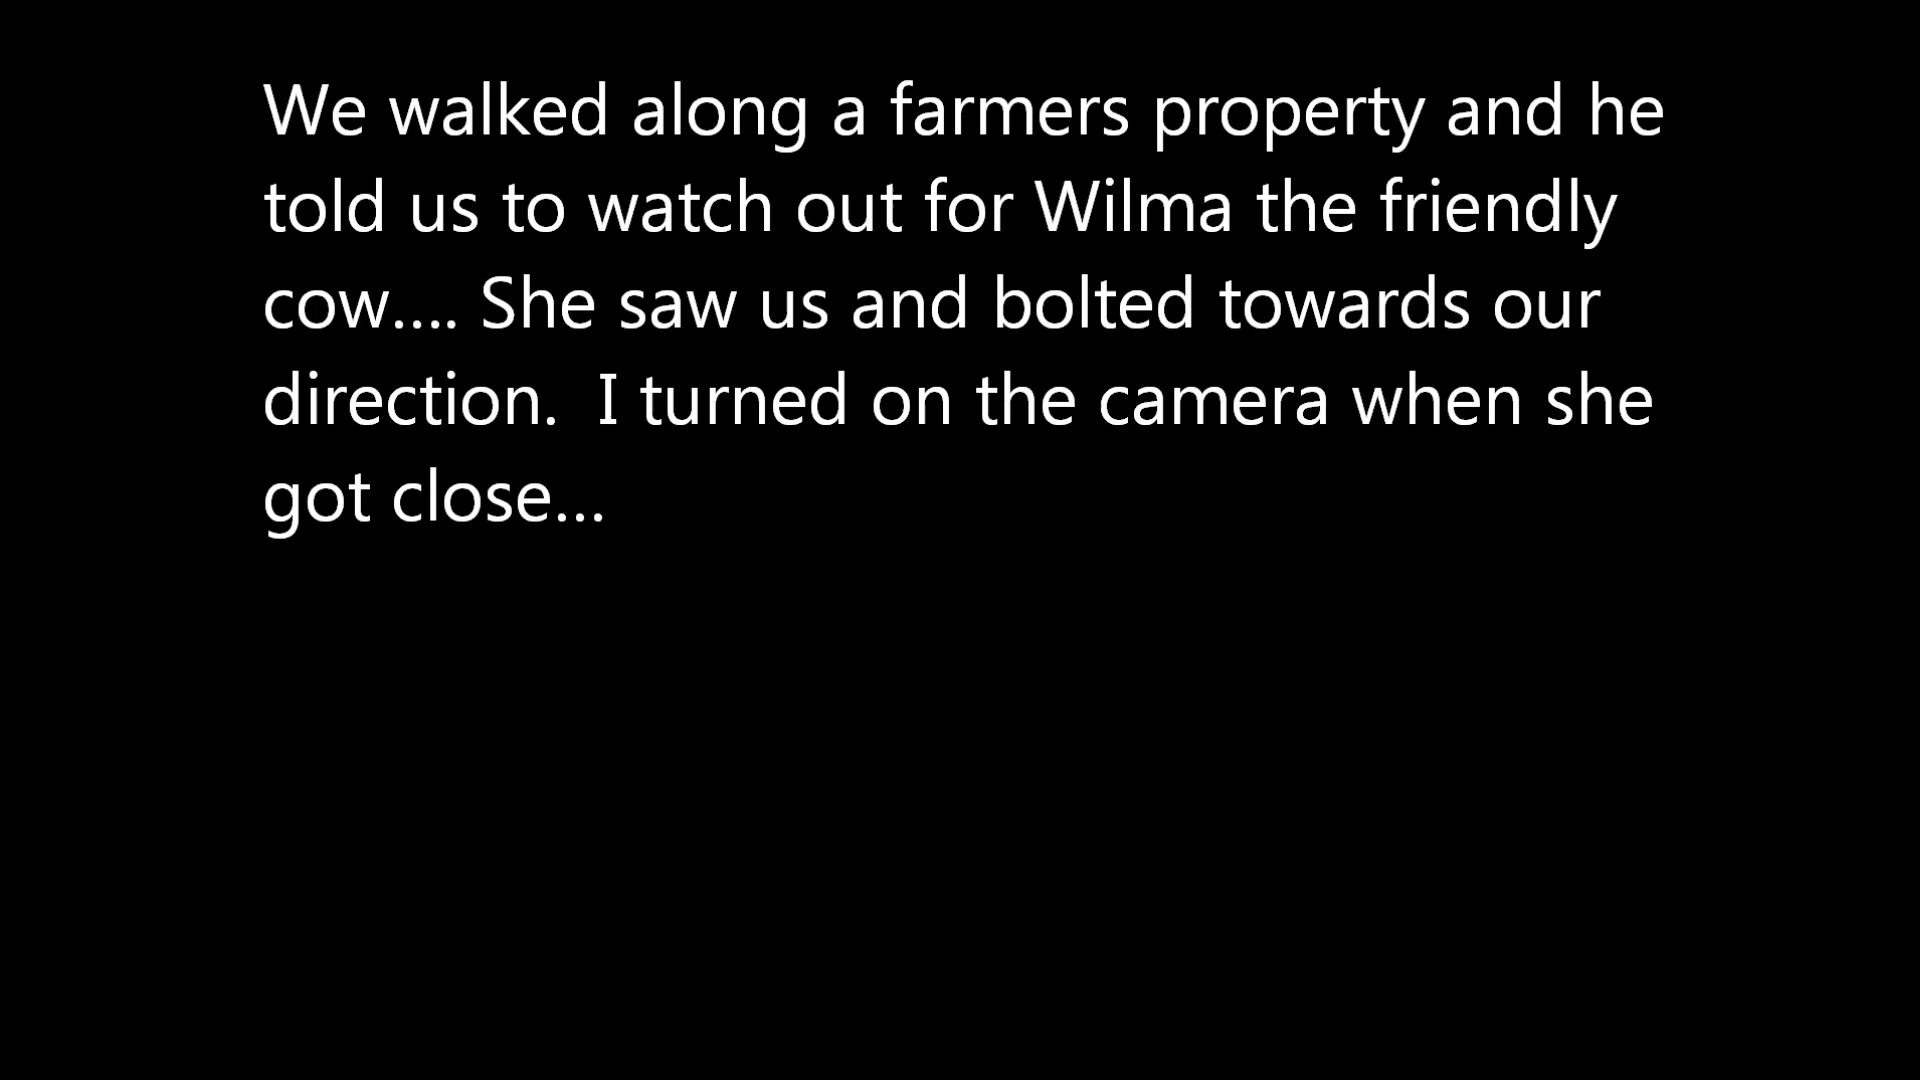 We walked along a farmers property and he
told us to watch out for Wilma the friendly
cow.... She saw us and bolted towards our
direction.  I turned on the camera when she
got close...